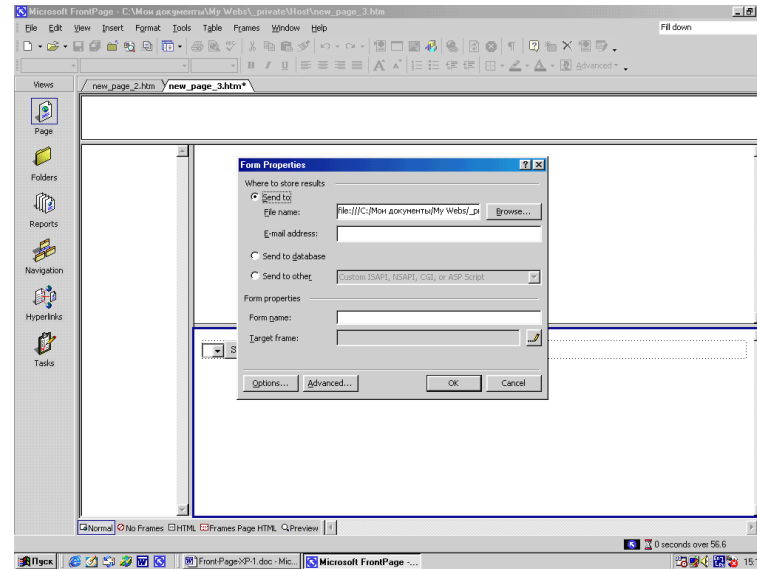 Microsoft FrontPage - C:\Мои документы\My Webs\_private\Host\new_page_3.htm
File Edit View Insert Format Tools Table Frames Window Help
Fill down
Advanced
Views
new_page_2.htm new_page_3.htm*
Page
Folders
Reports
Navigation
Hyperlinks
Tasks
Form Properties
Where to store results
Send to
File name: file:///C:/Мои документы/My Webs/_pi Browse...
E-mail address:
Send to database
Send to other Custom ISAPI, NSAPI, CGI, or ASP Script
Form properties
Form name:
Target frame:
Options... Advanced... OK Cancel
Normal No Frames HTML Frames Page HTML Preview
0 seconds over 56.6
Пуск Front-Page-XP-1.doc - Mic... Microsoft FrontPage -...